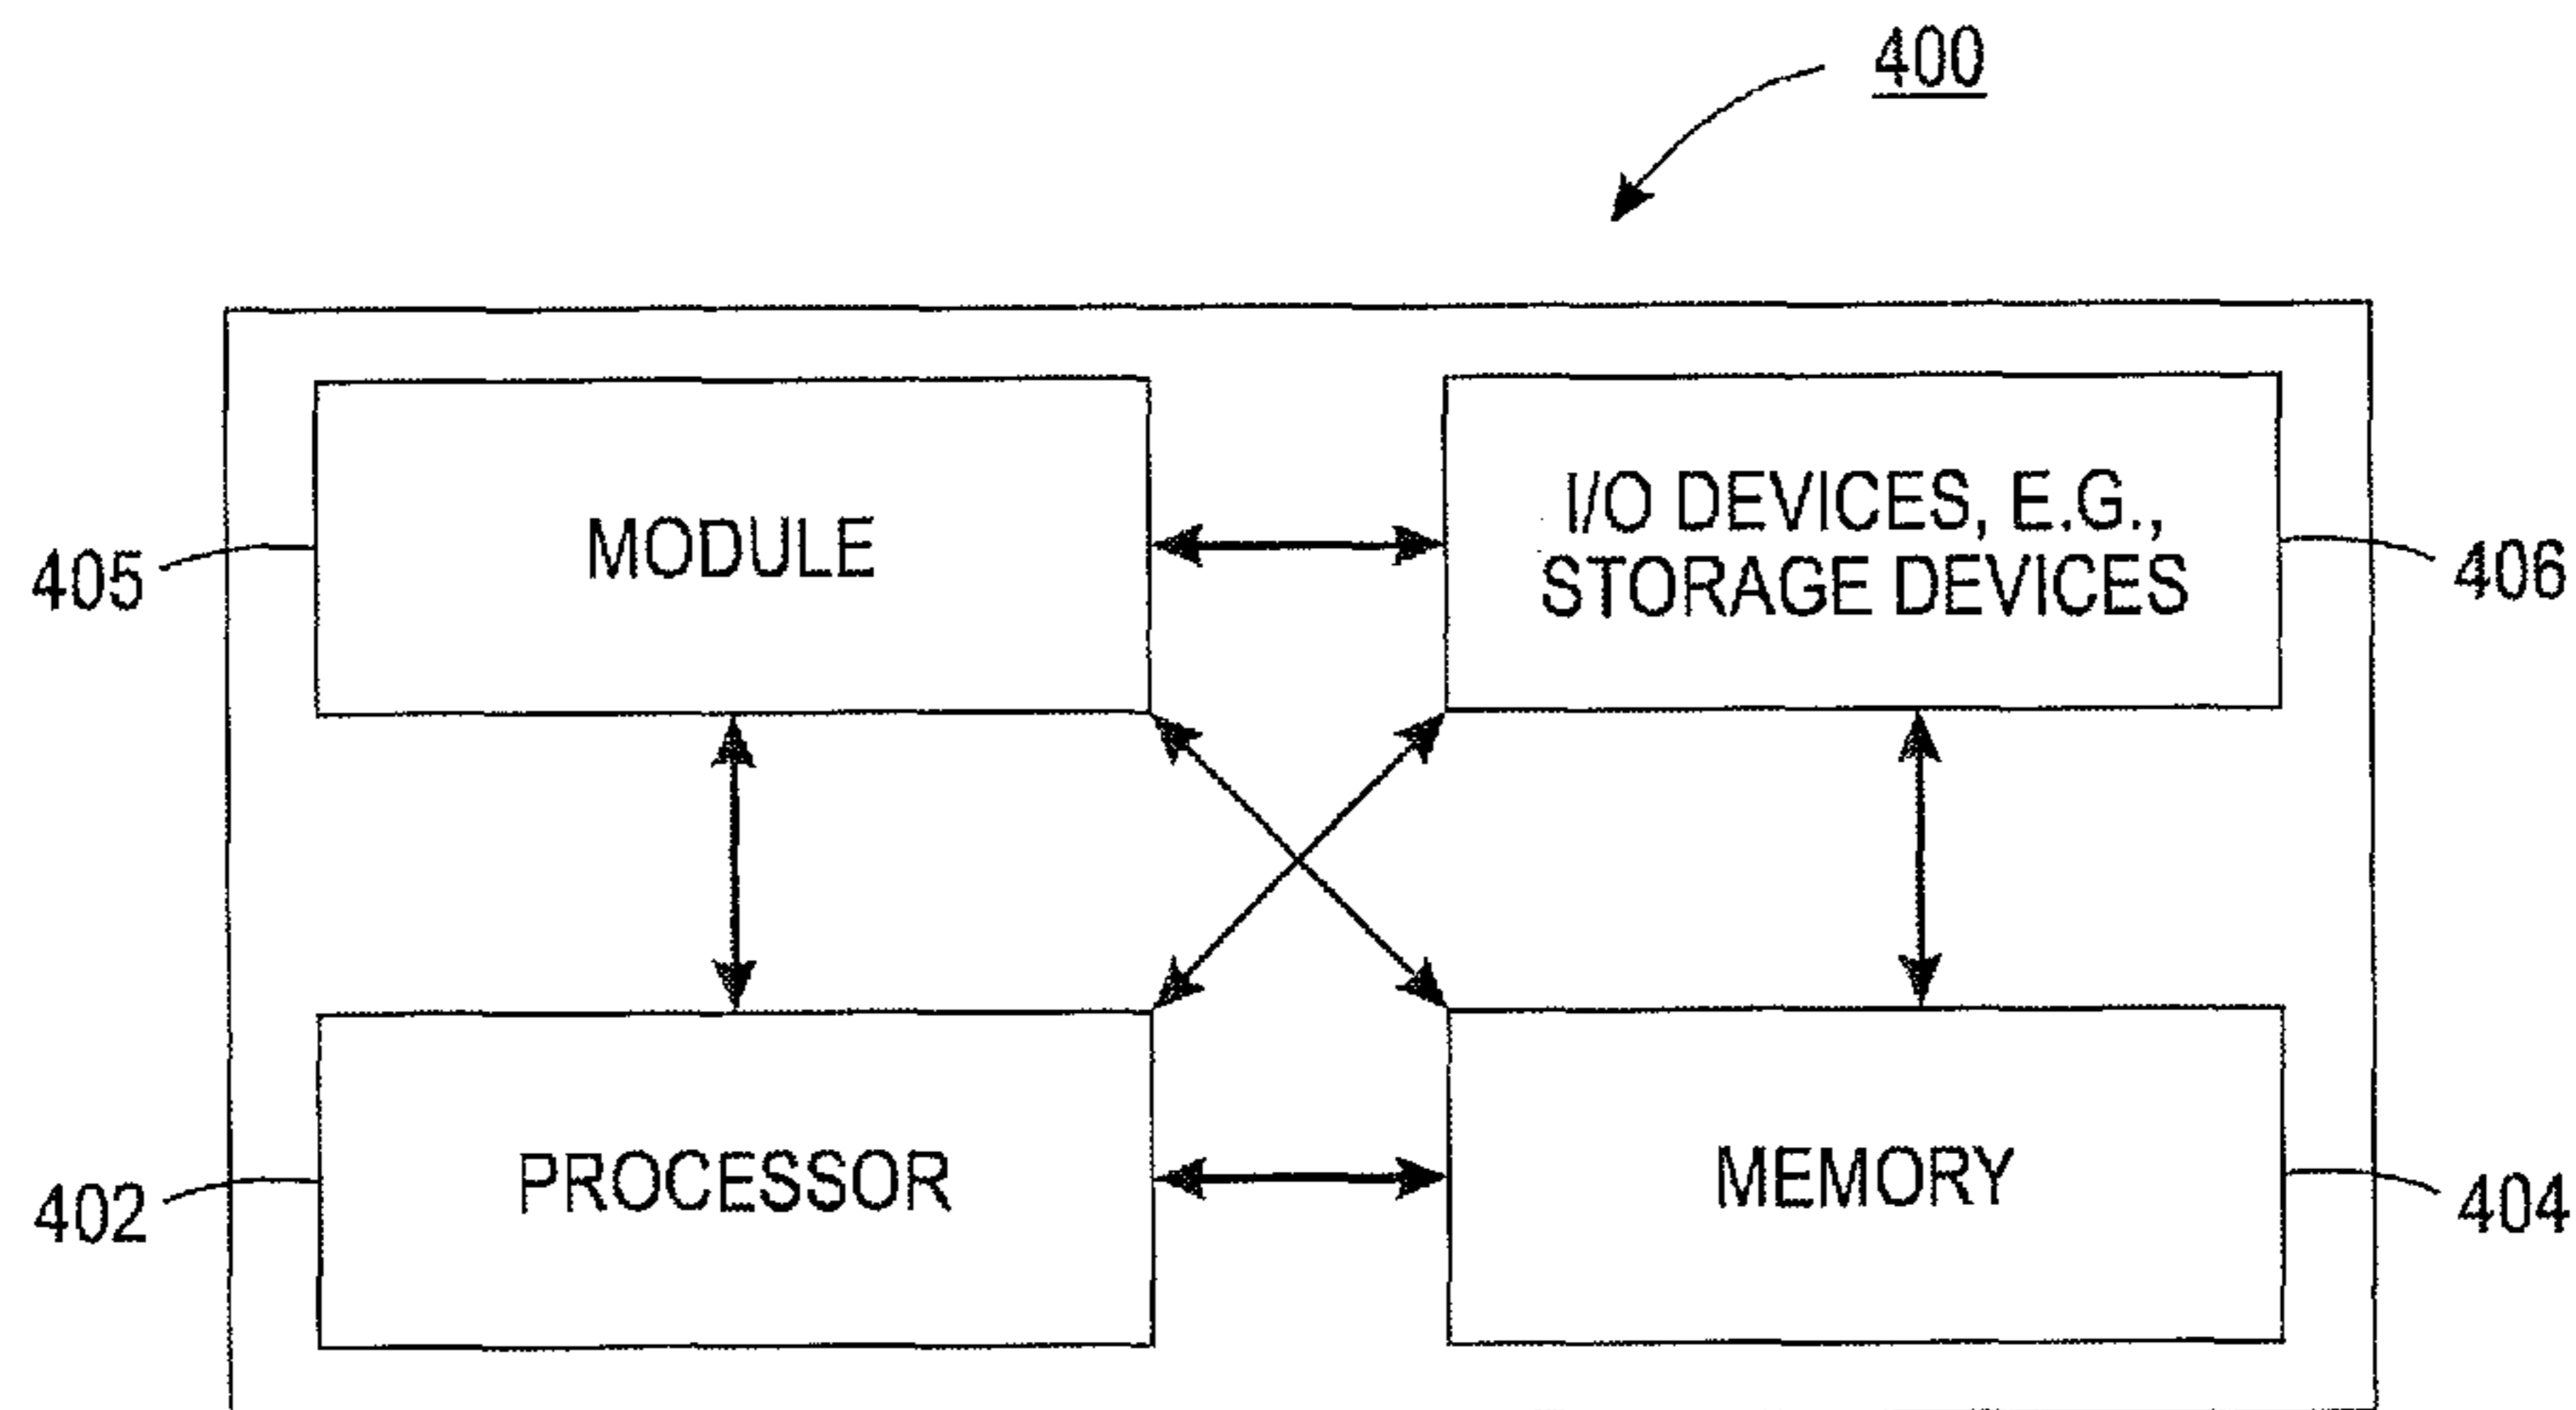 400
MODULE
I/O DEVICES, E.G.,
STORAGE DEVICES
405
406
PROCESSOR
MEMORY
402
404